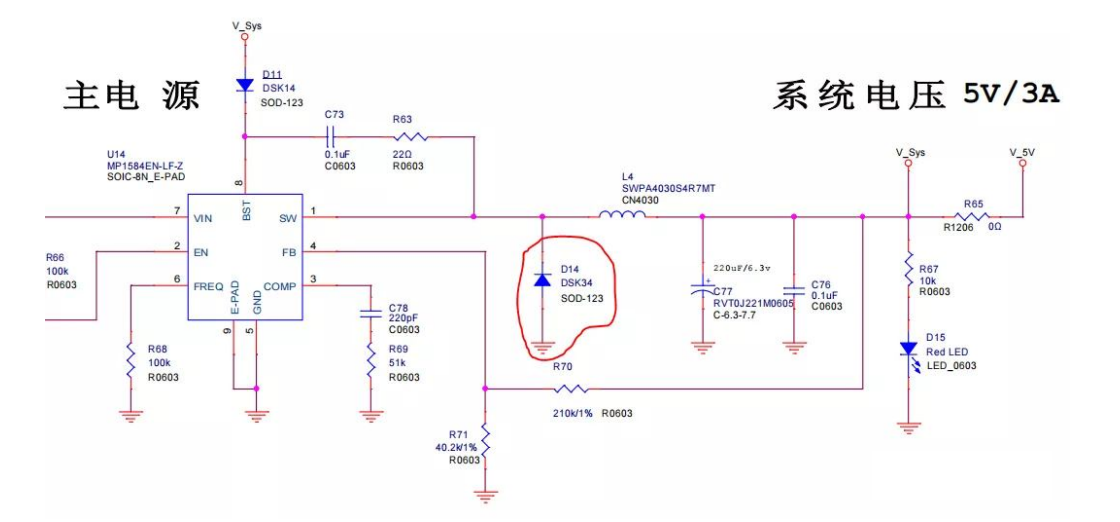 V_Sys
主电 源
系统电压 5V/3A
D11
DSK14
SOD-123
C73
0.1uF
C0603
R63
22Ω
R0603
U14
MP1584EN-LF-Z
SOIC-8N_E-PAD
8
BST
7
VIN
SW
1
2
EN
FB
4
6
FREQ
COMP
3
E-PAD
GND
9
5
R66
100k
R0603
R68
100k
R0603
C78
220pF
C0603
R69
51k
R0603
L4
SWPA4030S4R7MT
CN4030
D14
DSK34
SOD-123
220uF/6.3v
+
C77
RVT0J221M0605
C-6.3-7.7
C76
0.1uF
C0603
V_Sys
V_5V
R65
R1206
0Ω
R67
10k
R0603
D15
Red LED
LED_0603
R70
210k/1% R0603
R71
40.2k/1%
R0603